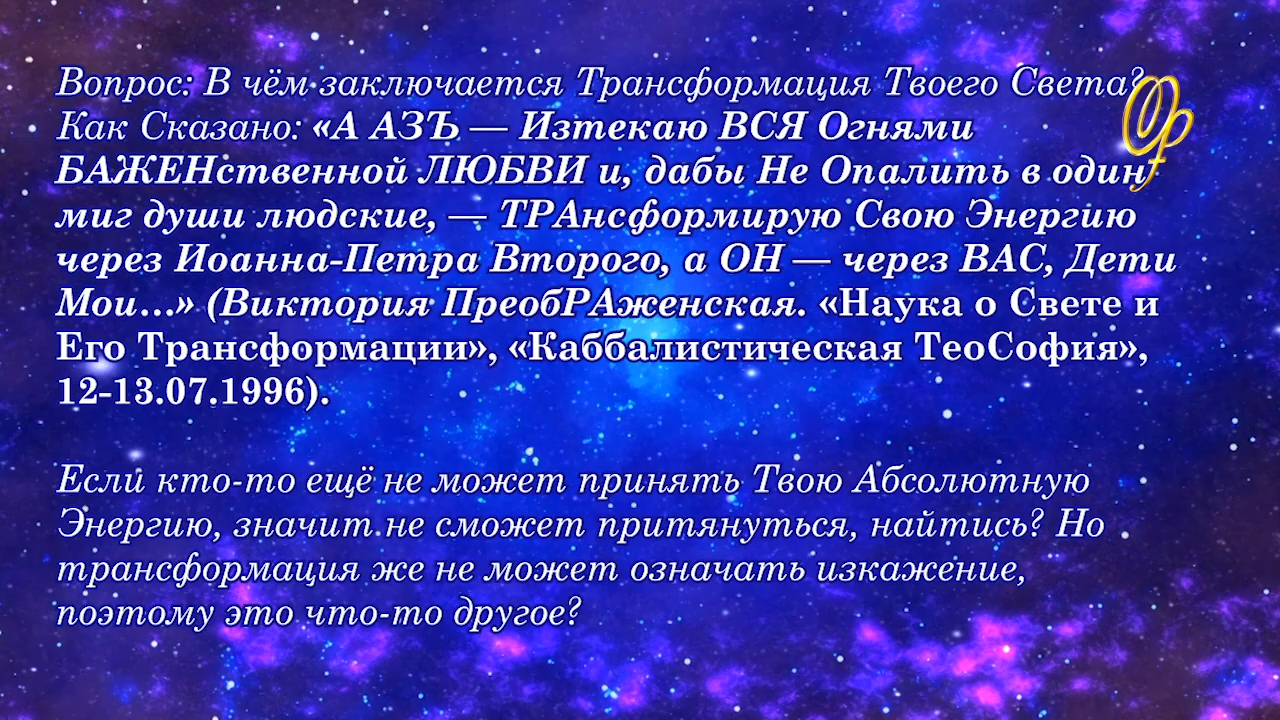 Вопрос: В чём заключается Трансформация Твоего Света?
Как Сказано: «А АЗЪ — Изтекаю ВСЯ Огнями
БАЖЕНственной ЛЮБВИ и, дабы Не Опалить в один
миг души людские, — ТРАнсформирую Свою Энергию
через Иоанна-Петра Второго, а ОН — через ВАС, Дети
Мои...» (Виктория ПреобРАженская. «Наука о Свете и
Его Трансформации», «Каббалистическая ТеоСофия»,
12-13.07.1996).
Если кто-то ещё не может принять Твою Абсолютную
Энергию, значит не сможет притянуться, найтись? Но
трансформация же не может означать изкажение,
поэтому это что-то другое?